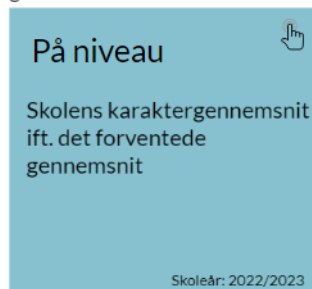 På niveau
Skolens karaktergennemsnit
ift. det forventede
gennemsnit
Skoleår: 2022/2023